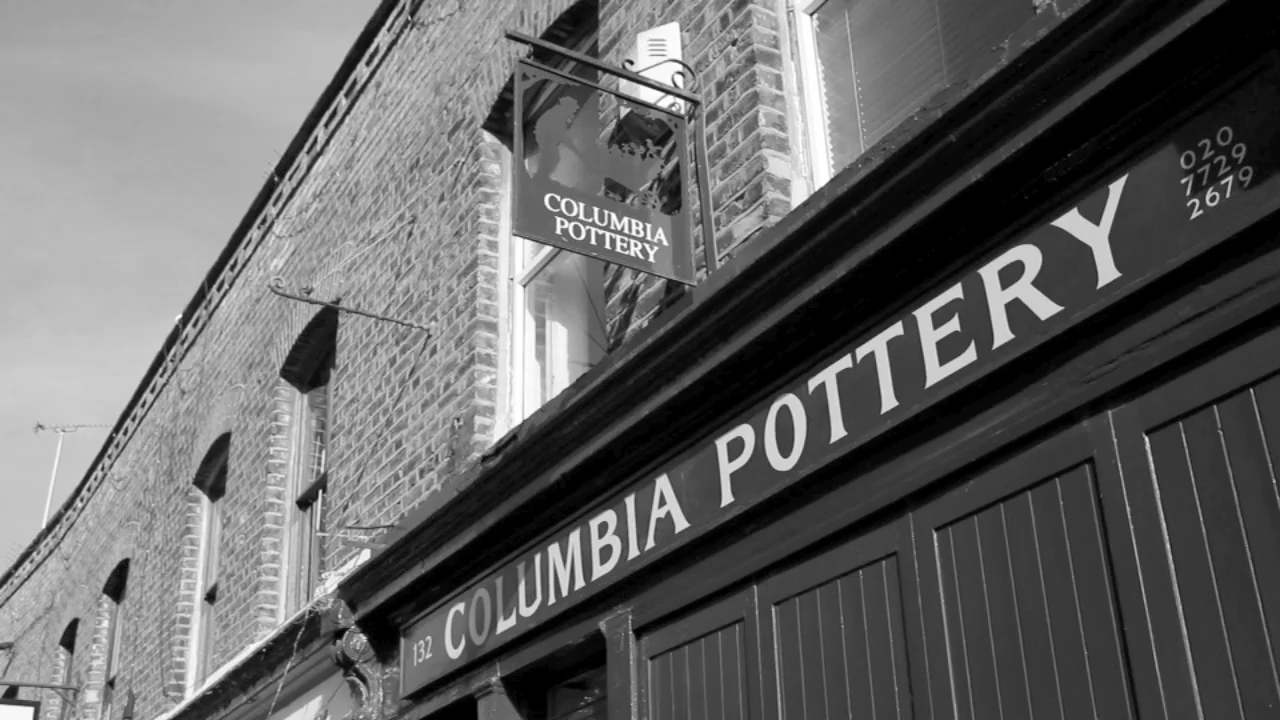 COLUMBIA
POTTERY
020
7729
2679
132 COLUMBIA POTTERY